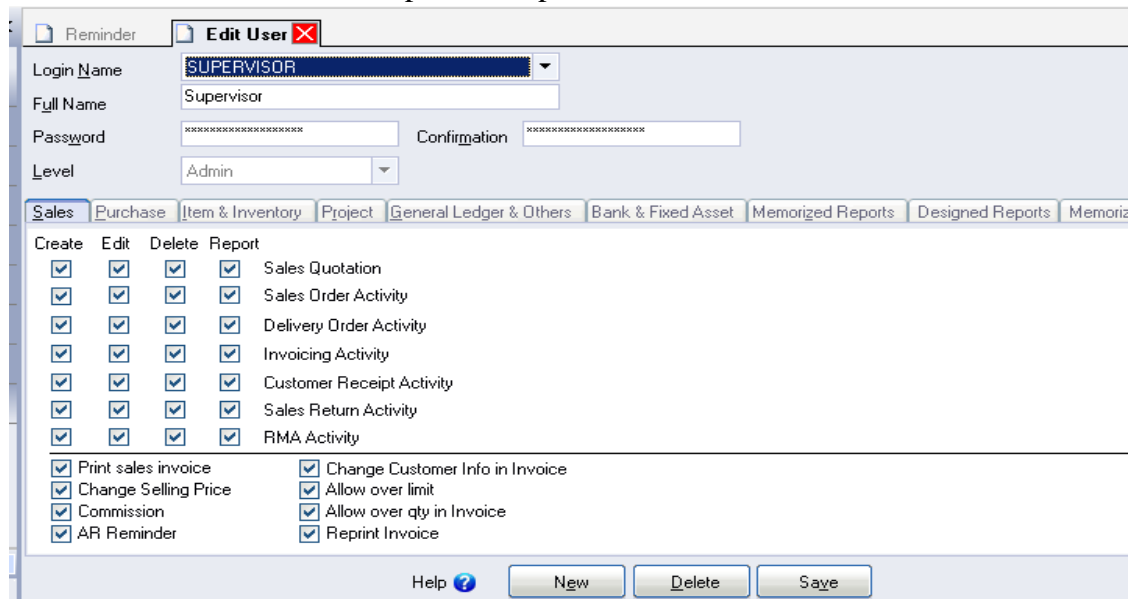 Reminder Edit User
Login Name SUPERVISOR
Full Name Supervisor
Password ******************* Confirmation *******************
Level Admin
Sales Purchase Item & Inventory Project General Ledger & Others Bank & Fixed Asset Memorized Reports Designed Reports Memoriz
Create Edit Delete Report
Sales Quotation
Sales Order Activity
Delivery Order Activity
Invoicing Activity
Customer Receipt Activity
Sales Return Activity
RMA Activity
Print sales invoice Change Customer Info in Invoice
Change Selling Price Allow over limit
Commission Allow over qty in Invoice
AR Reminder Reprint Invoice
Help ? New Delete Save